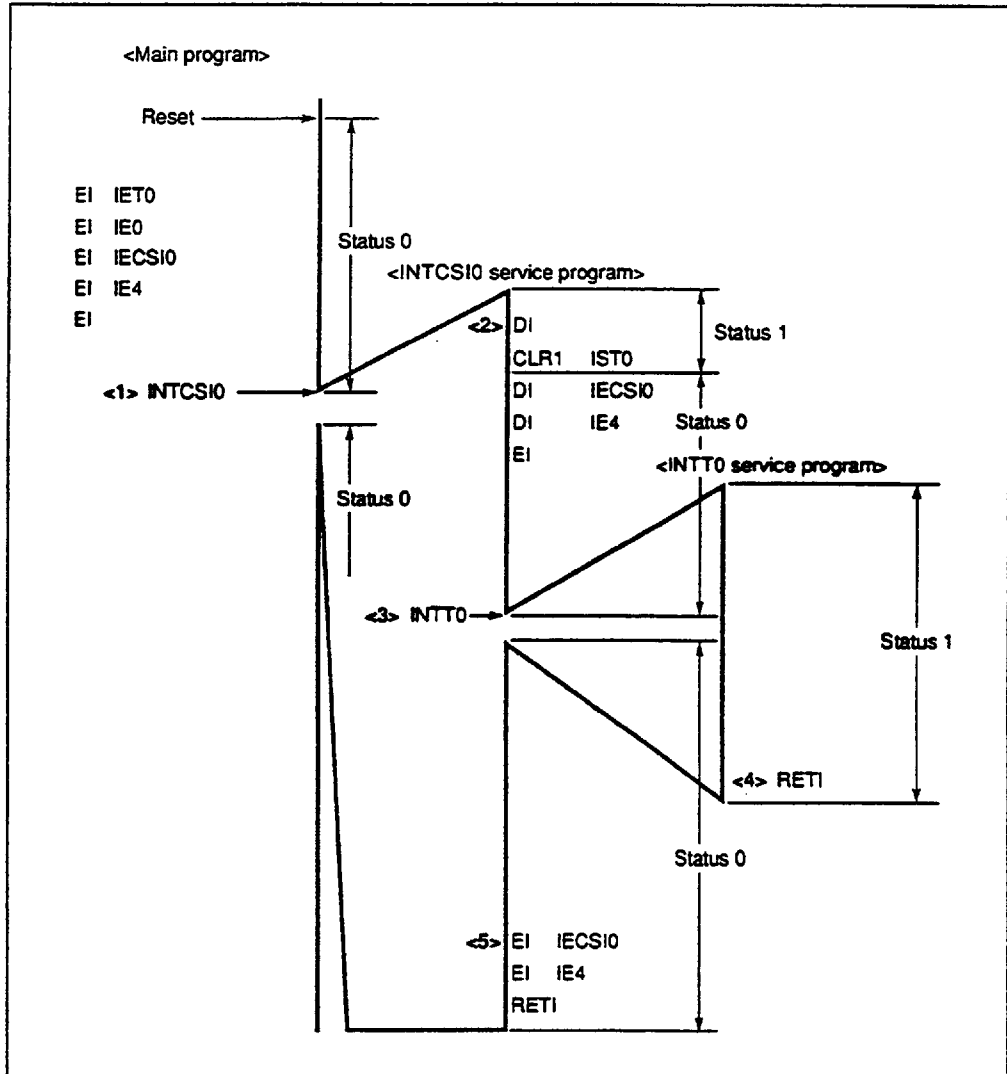 <Main program>
Reset
EI IET0
EI IE0
EI IECSI0
EI IE4
EI
Status 0
<INTCSI0 service program>
<1> INTCSI0
<2> DI
CLR1 IST0
DI IECSI0
DI IE4
EI
Status 1
Status 0
<INTT0 service program>
Status 0
<3> INTT0
Status 1
<4> RETI
Status 0
<5> EI IECSI0
EI IE4
RETI